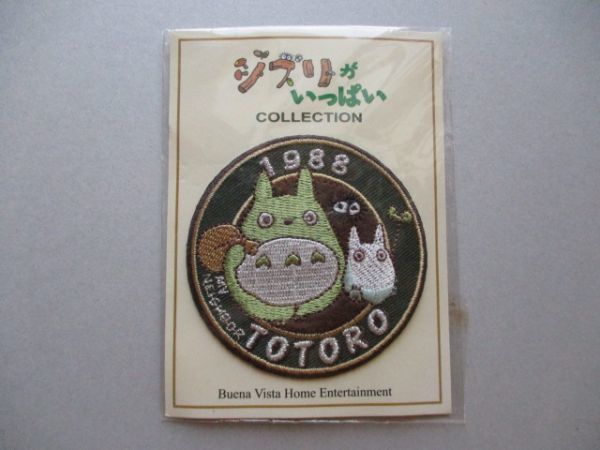 ジブリが
いっぱい
COLLECTION
1988
MY
NEIGHBOR
TOTORO
Buena Vista Home Entertainment